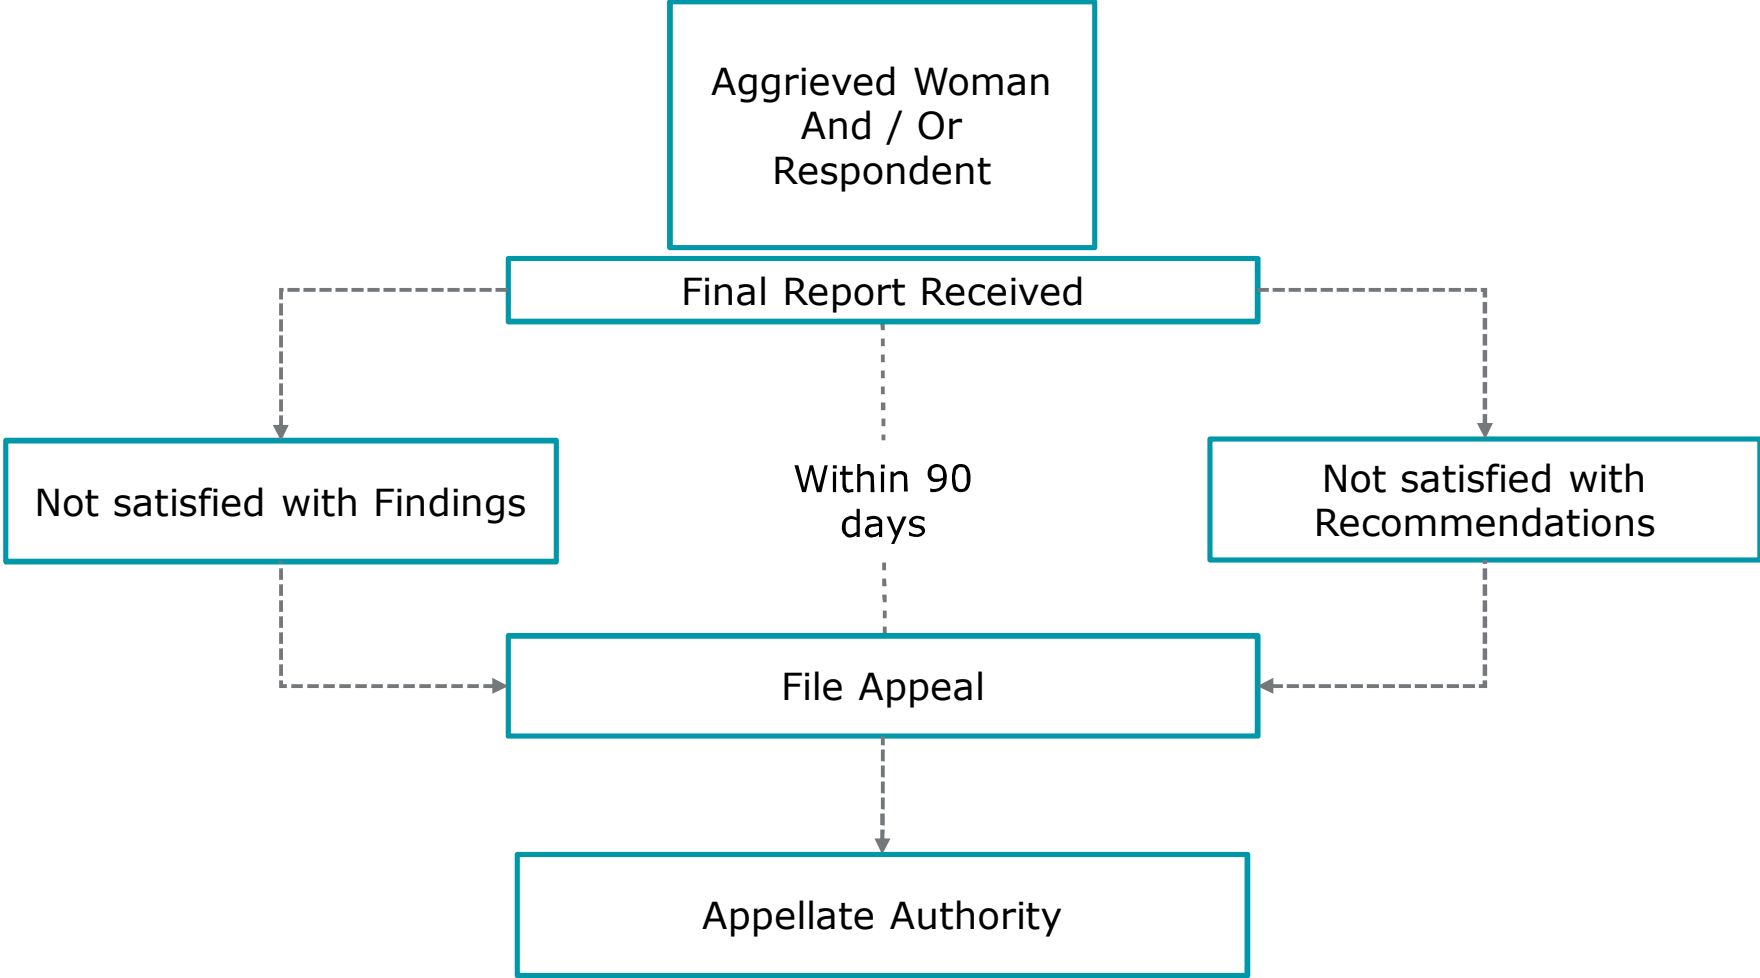 Aggrieved Woman
And / Or
Respondent
Final Report Received
Not satisfied with Findings
Within 90
days
Not satisfied with
Recommendations
File Appeal
Appellate Authority